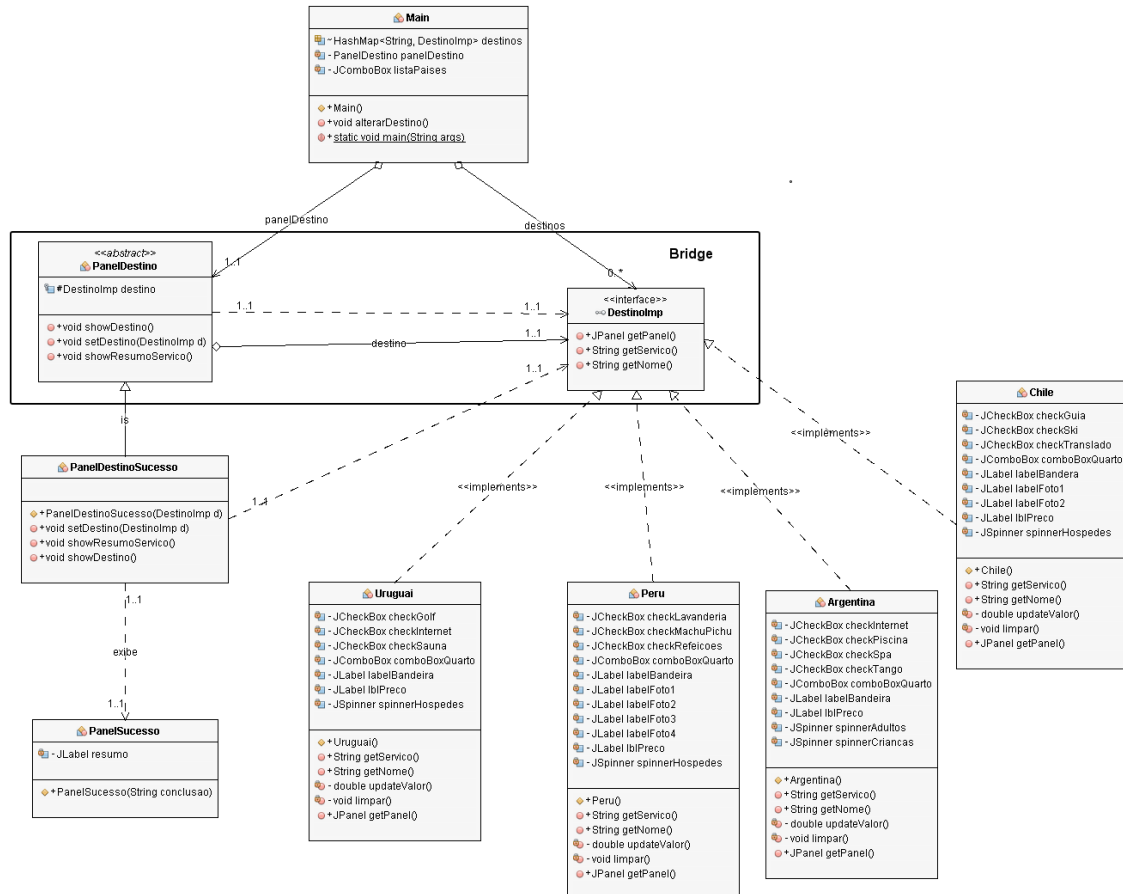 Main
~HashMap<String, DestinoImp> destinos
- PanelDestino panelDestino
- JComboBox listaPaises
+Main()
+void alterarDestino()
+static void main(String args)
panelDestino
destinos
1..1
0..*
Bridge
<<abstract>>
PanelDestino
#DestinoImp destino
+void showDestino()
+void setDestino(DestinoImp d)
+void showResumoServico()
1..1
1..1
destino
1..1
1..1
<<interface>>
DestinoImp
+JPanel getPanel()
+String getServico()
+String getNome()
is
PanelDestinoSucesso
+PanelDestinoSucesso(DestinoImp d)
+void setDestino(DestinoImp d)
+void showResumoServico()
+void showDestino()
1..1
<<implements>>
<<implements>>
<<implements>>
<<implements>>
Chile
-JCheckBox checkGuia
-JCheckBox checkSki
-JCheckBox checkTranslado
-JComboBox comboBoxQuarto
-JLabel labelBandera
-JLabel labelFoto1
-JLabel labelFoto2
-JLabel lblPreco
-JSpinner spinnerHospedes
+Chile()
+String getServico()
+String getNome()
-double updateValor()
-void limpar()
+JPanel getPanel()
1..1
exibe
1..1
PanelSucesso
-JLabel resumo
+PanelSucesso(String conclusao)
Uruguai
-JCheckBox checkGolf
-JCheckBox checkInternet
-JCheckBox checkSauna
-JComboBox comboBoxQuarto
-JLabel labelBandeira
-JLabel lblPreco
-JSpinner spinnerHospedes
+Uruguai()
+String getServico()
+String getNome()
-double updateValor()
-void limpar()
+JPanel getPanel()
Peru
-JCheckBox checkLavanderia
-JCheckBox checkMachuPichu
-JCheckBox checkRefeicoes
-JComboBox comboBoxQuarto
-JLabel labelBandeira
-JLabel labelFoto1
-JLabel labelFoto2
-JLabel labelFoto3
-JLabel labelFoto4
-JLabel lblPreco
-JSpinner spinnerHospedes
+Peru()
+String getServico()
+String getNome()
-double updateValor()
-void limpar()
+JPanel getPanel()
Argentina
-JCheckBox checkInternet
-JCheckBox checkPiscina
-JCheckBox checkSpa
-JCheckBox checkTango
-JComboBox comboBoxQuarto
-JLabel labelBandeira
-JLabel lblPreco
-JSpinner spinnerAdultos
-JSpinner spinnerCriancas
+Argentina()
+String getServico()
+String getNome()
-double updateValor()
-void limpar()
+JPanel getPanel()